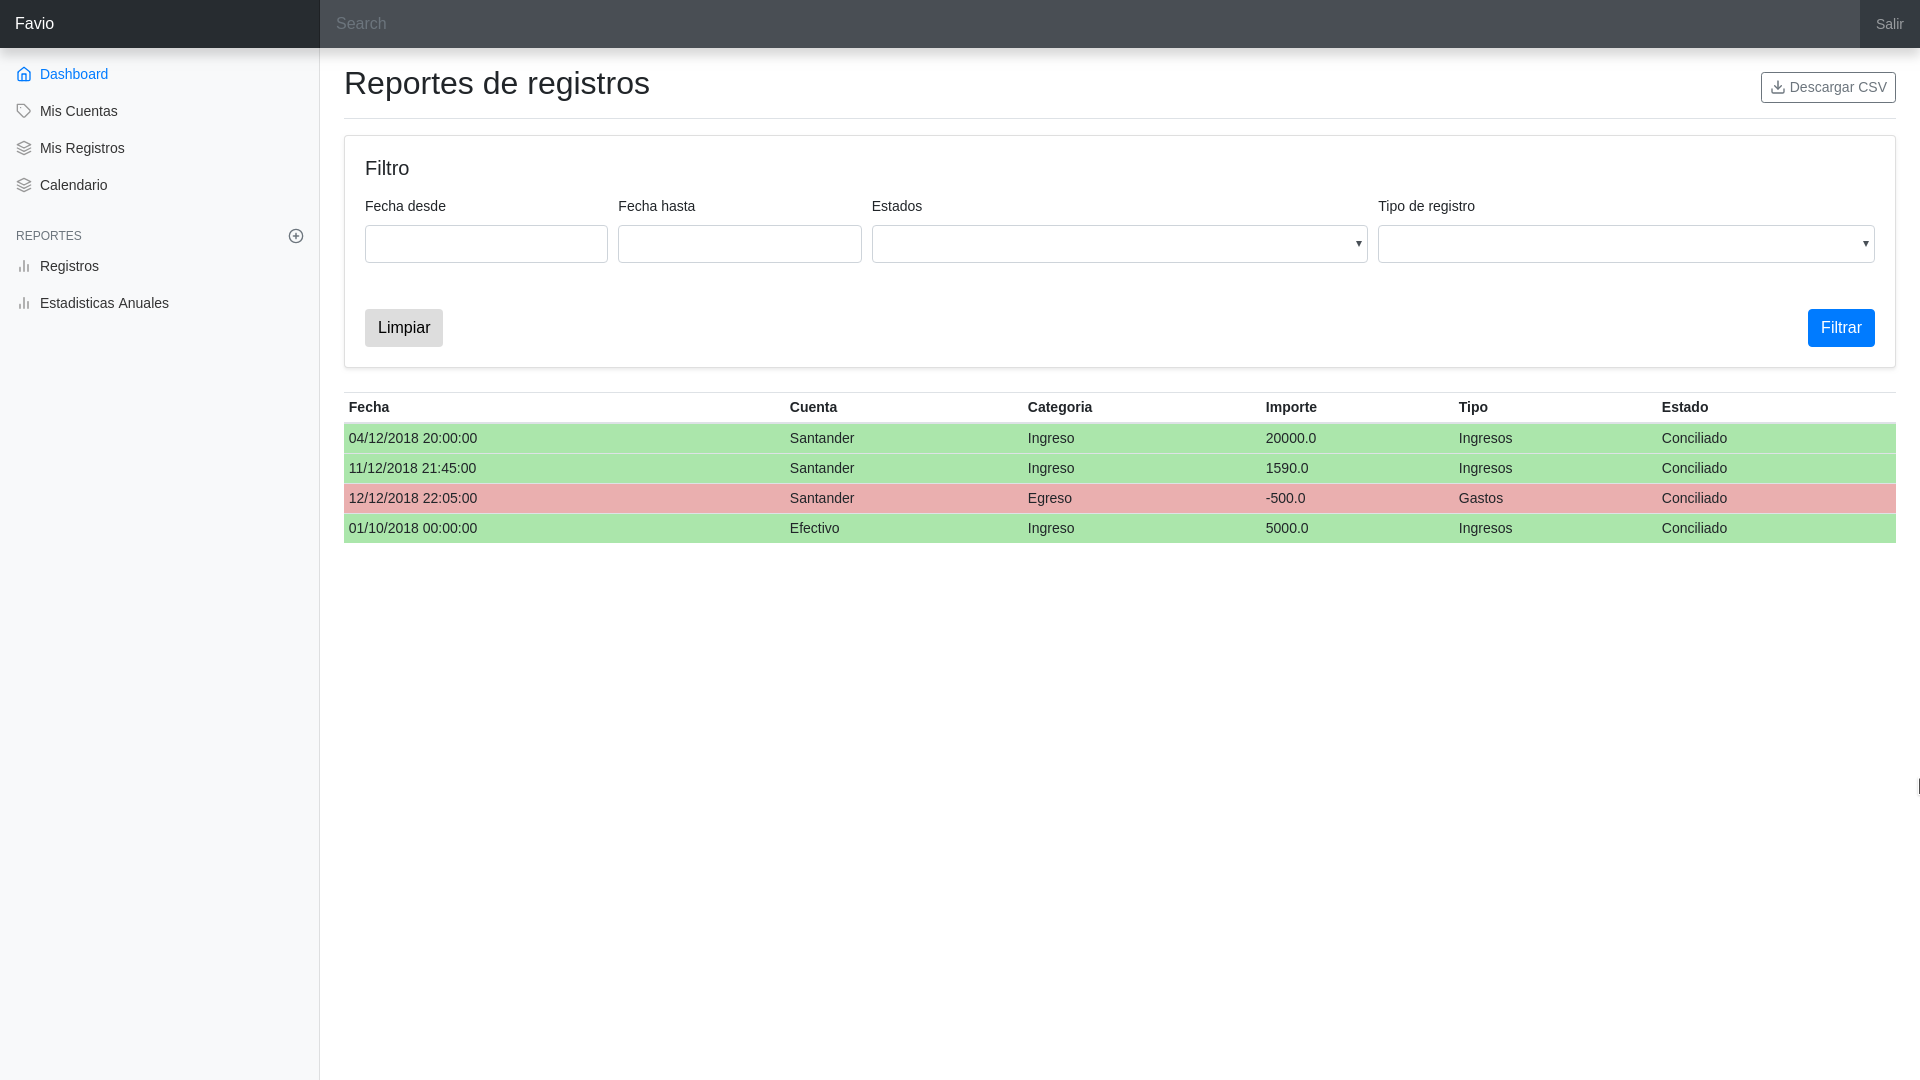 Favio
Search
Salir
Dashboard
Mis Cuentas
Mis Registros
Calendario
REPORTES
Registros
Estadisticas Anuales
Reportes de registros
Descargar CSV
Filtro
Fecha desde Fecha hasta Estados Tipo de registro
Limpiar Filtrar
Fecha Cuenta Categoria Importe Tipo Estado
04/12/2018 20:00:00 Santander Ingreso 20000.0 Ingresos Conciliado
11/12/2018 21:45:00 Santander Ingreso 1590.0 Ingresos Conciliado
12/12/2018 22:05:00 Santander Egreso -500.0 Gastos Conciliado
01/10/2018 00:00:00 Efectivo Ingreso 5000.0 Ingresos Conciliado